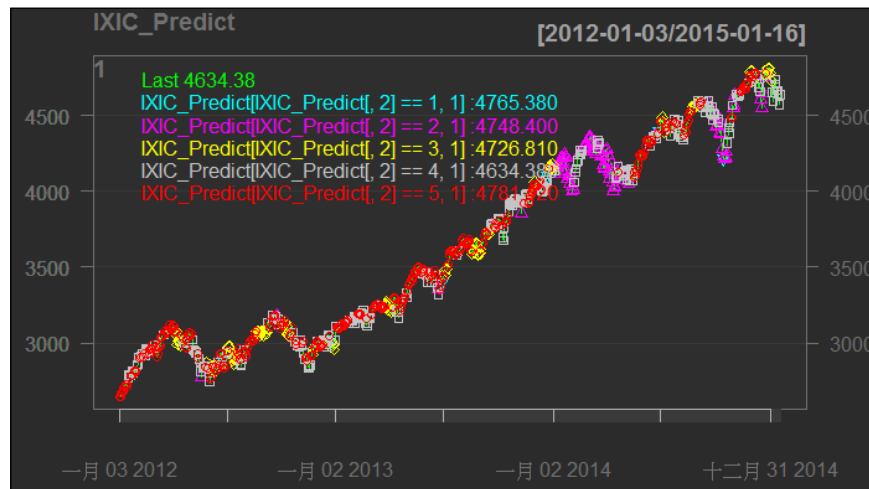 IXIC_Predict
[2012-01-03/2015-01-16]
1
Last 4634.38
IXIC_Predict[IXIC_Predict[, 2] == 1, 1] :4765.380
IXIC_Predict[IXIC_Predict[, 2] == 2, 1] :4748.400
IXIC_Predict[IXIC_Predict[, 2] == 3, 1] :4726.810
IXIC_Predict[IXIC_Predict[, 2] == 4, 1] :4634.380
IXIC_Predict[IXIC_Predict[, 2] == 5, 1]
4500 4500
4000 4000
3500 3500
3000 3000
一月 03 2012 一月 02 2013 一月 02 2014 十二月 31 2014